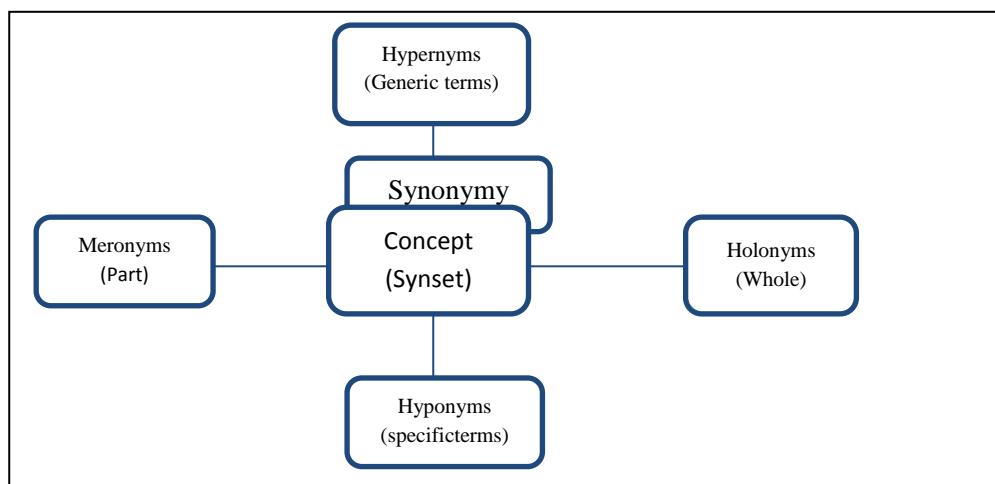 Hypernyms
(Generic terms)
Synonymy
Concept
(Synset)
Meronyms
(Part)
Holonyms
(Whole)
Hyponyms
(specificterms)